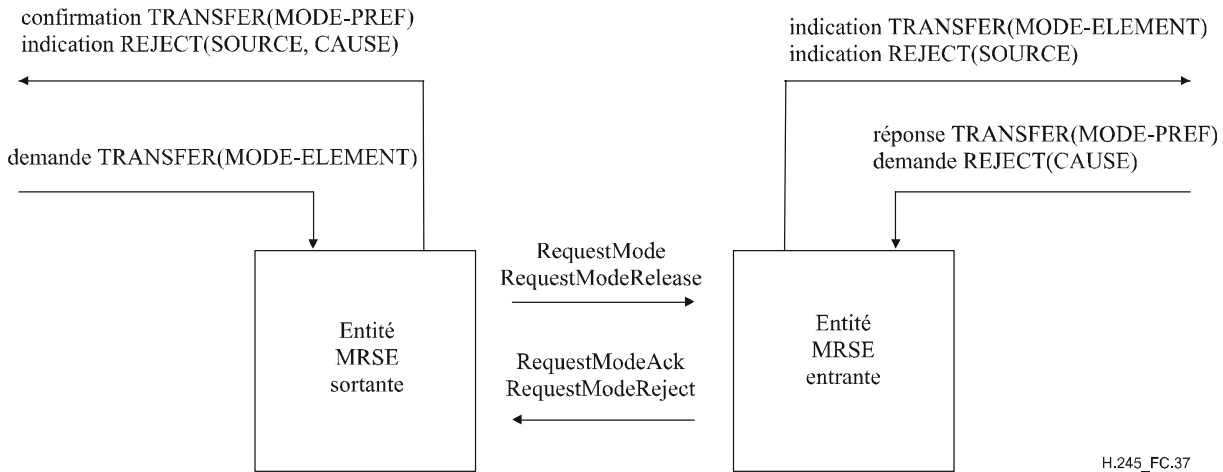 confirmation TRANSFER(MODE-PREF)
indication REJECT(SOURCE, CAUSE)
indication TRANSFER(MODE-ELEMENT)
indication REJECT(SOURCE)
demande TRANSFER(MODE-ELEMENT)
réponse TRANSFER(MODE-PREF)
demande REJECT(CAUSE)
RequestMode
RequestModeRelease
Entité
MRSE
sortante
RequestModeAck
RequestModeReject
Entité
MRSE
entrante
H.245_FC.37